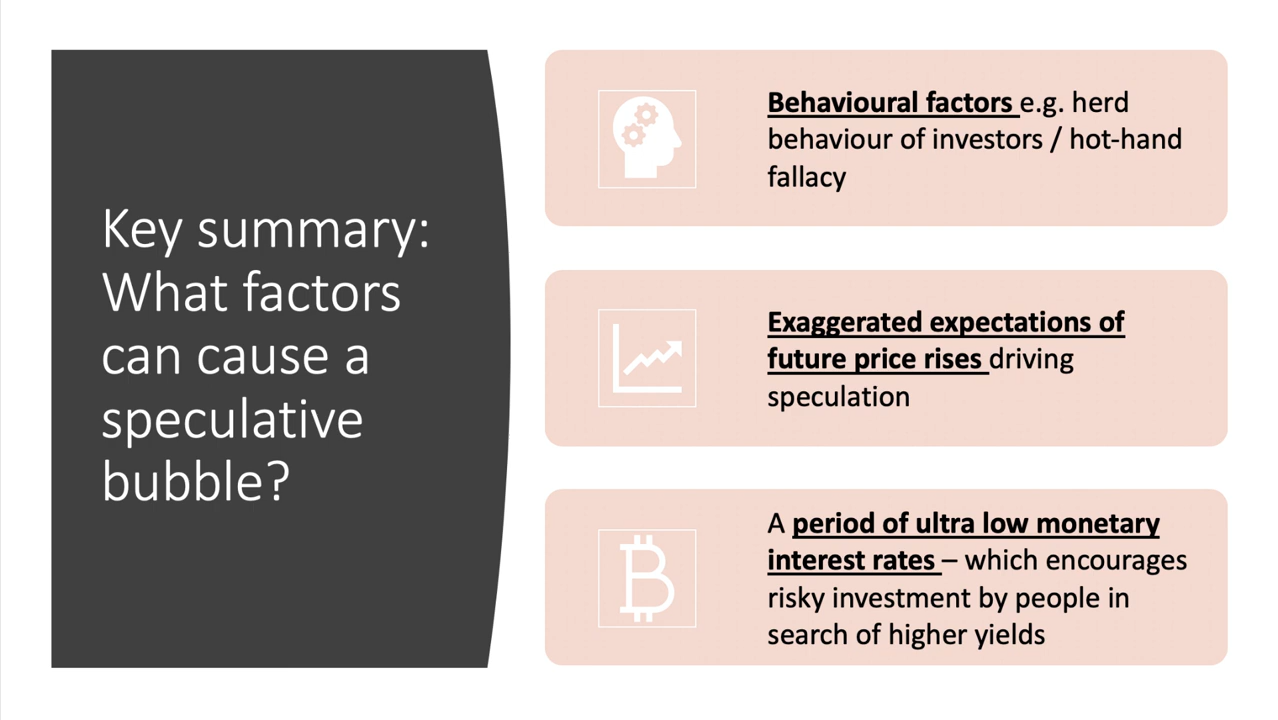 Key summary:
What factors
can cause a
speculative
bubble?
Behavioural factors e.g. herd
behaviour of investors / hot-hand
fallacy
Exaggerated expectations of
future price rises driving
speculation
A period of ultra low monetary
interest rates – which encourages
risky investment by people in
search of higher yields